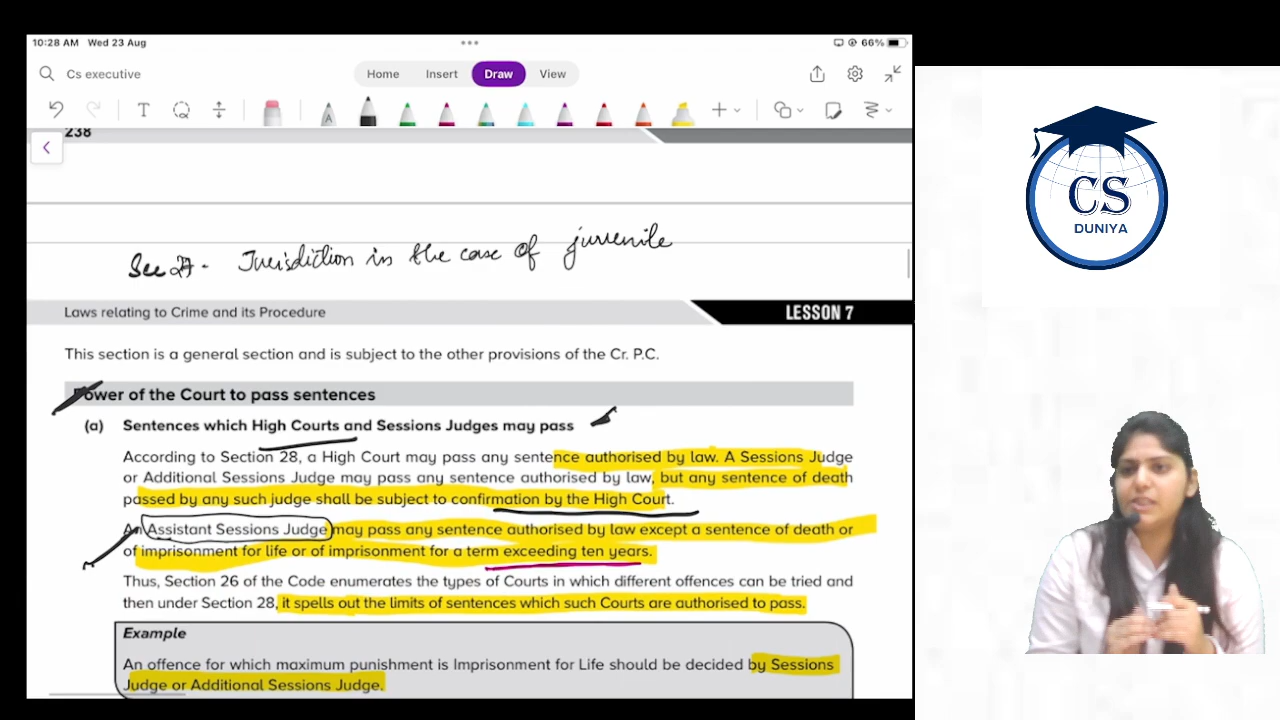 10:28 AM Wed 23 Aug
66%
Cs executive
Home Insert Draw View
T
A
238
Sec 27. Jurisdiction in the case of juvenile
Laws relating to Crime and its Procedure LESSON 7
This section is a general section and is subject to the other provisions of the Cr. P.C.
Power of the Court to pass sentences
(a) Sentences which High Courts and Sessions Judges may pass
According to Section 28, a High Court may pass any sentence authorised by law. A Sessions Judge
or Additional Sessions Judge may pass any sentence authorised by law, but any sentence of death
passed by any such judge shall be subject to confirmation by the High Court.
An Assistant Sessions Judge may pass any sentence authorised by law except a sentence of death or
of imprisonment for life or of imprisonment for a term exceeding ten years.
Thus, Section 26 of the Code enumerates the types of Courts in which different offences can be tried and
then under Section 28, it spells out the limits of sentences which such Courts are authorised to pass.
Example
An offence for which maximum punishment is Imprisonment for Life should be decided by Sessions
Judge or Additional Sessions Judge.
CS
DUNIYA